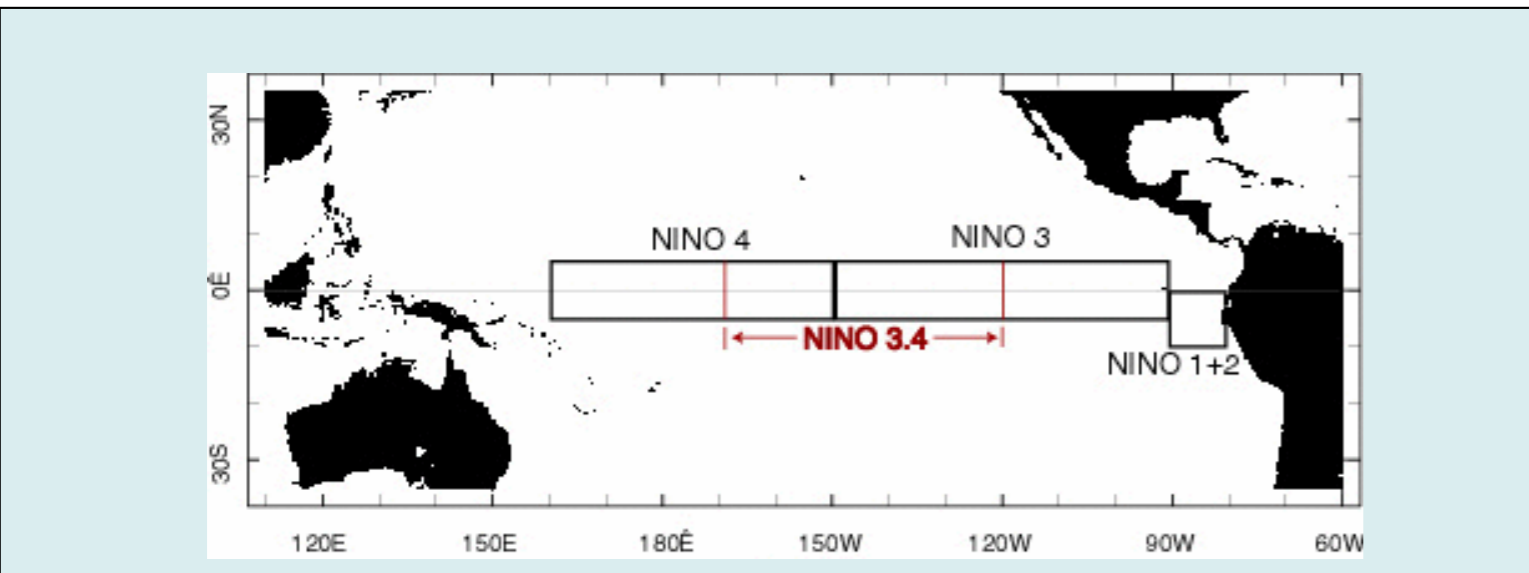 30N
NINO 4
NINO 3
0Ê
NINO 3.4
NINO 1+2
30S
120E
150E
180Ê
150W
120W
90W
60W